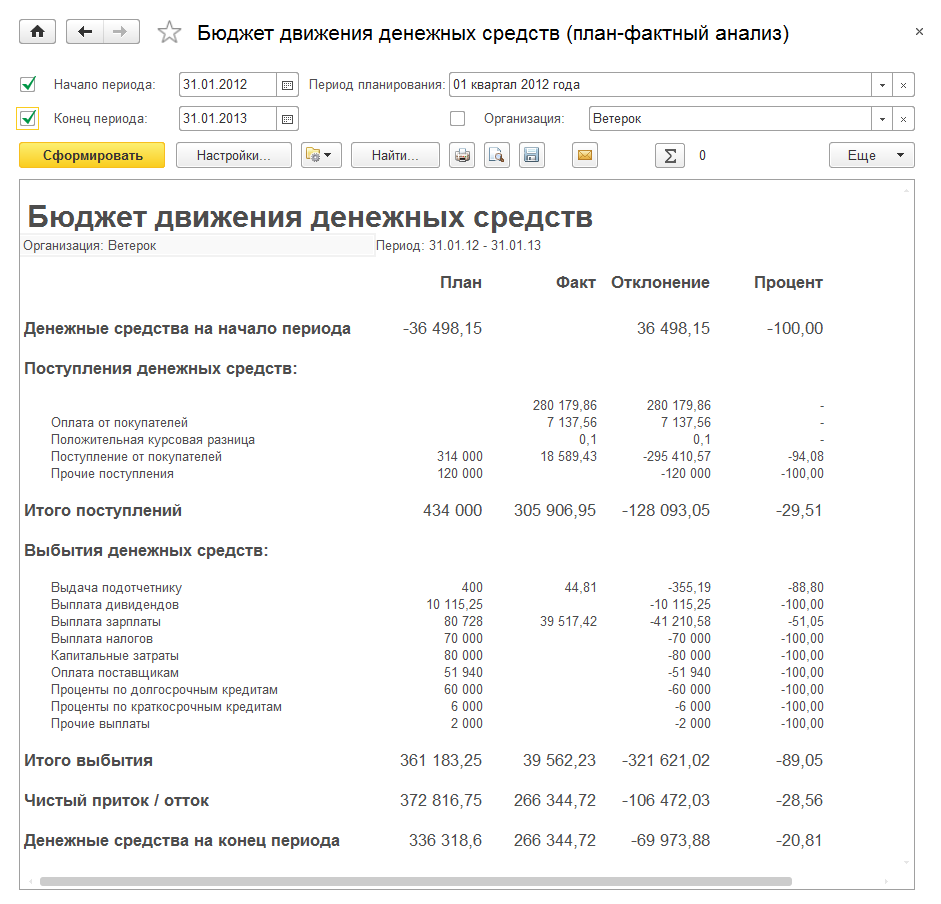 Бюджет движения денежных средств (план-фактный анализ)
Начало периода: 31.01.2012 Период планирования: 01 квартал 2012 года
Конец периода: 31.01.2013 Организация: Ветерок
Сформировать Настройки... Найти... Σ 0 Еще
Бюджет движения денежных средств
Организация: Ветерок Период: 31.01.12 - 31.01.13
План Факт Отклонение Процент
Денежные средства на начало периода -36 498,15 36 498,15 -100,00
Поступления денежных средств:
280 179,86 280 179,86 -
Оплата от покупателей 7 137,56 7 137,56 -
Положительная курсовая разница 0,1 0,1 -
Поступление от покупателей 314 000 18 589,43 -295 410,57 -94,08
Прочие поступления 120 000 -120 000 -100,00
Итого поступлений 434 000 305 906,95 -128 093,05 -29,51
Выбытия денежных средств:
Выдача подотчетнику 400 44,81 -355,19 -88,80
Выплата дивидендов 10 115,25 -10 115,25 -100,00
Выплата зарплаты 80 728 39 517,42 -41 210,58 -51,05
Выплата налогов 70 000 -70 000 -100,00
Капитальные затраты 80 000 -80 000 -100,00
Оплата поставщикам 51 940 -51 940 -100,00
Проценты по долгосрочным кредитам 60 000 -60 000 -100,00
Проценты по краткосрочным кредитам 6 000 -6 000 -100,00
Прочие выплаты 2 000 -2 000 -100,00
Итого выбытия 361 183,25 39 562,23 -321 621,02 -89,05
Чистый приток / отток 372 816,75 266 344,72 -106 472,03 -28,56
Денежные средства на конец периода 336 318,6 266 344,72 -69 973,88 -20,81